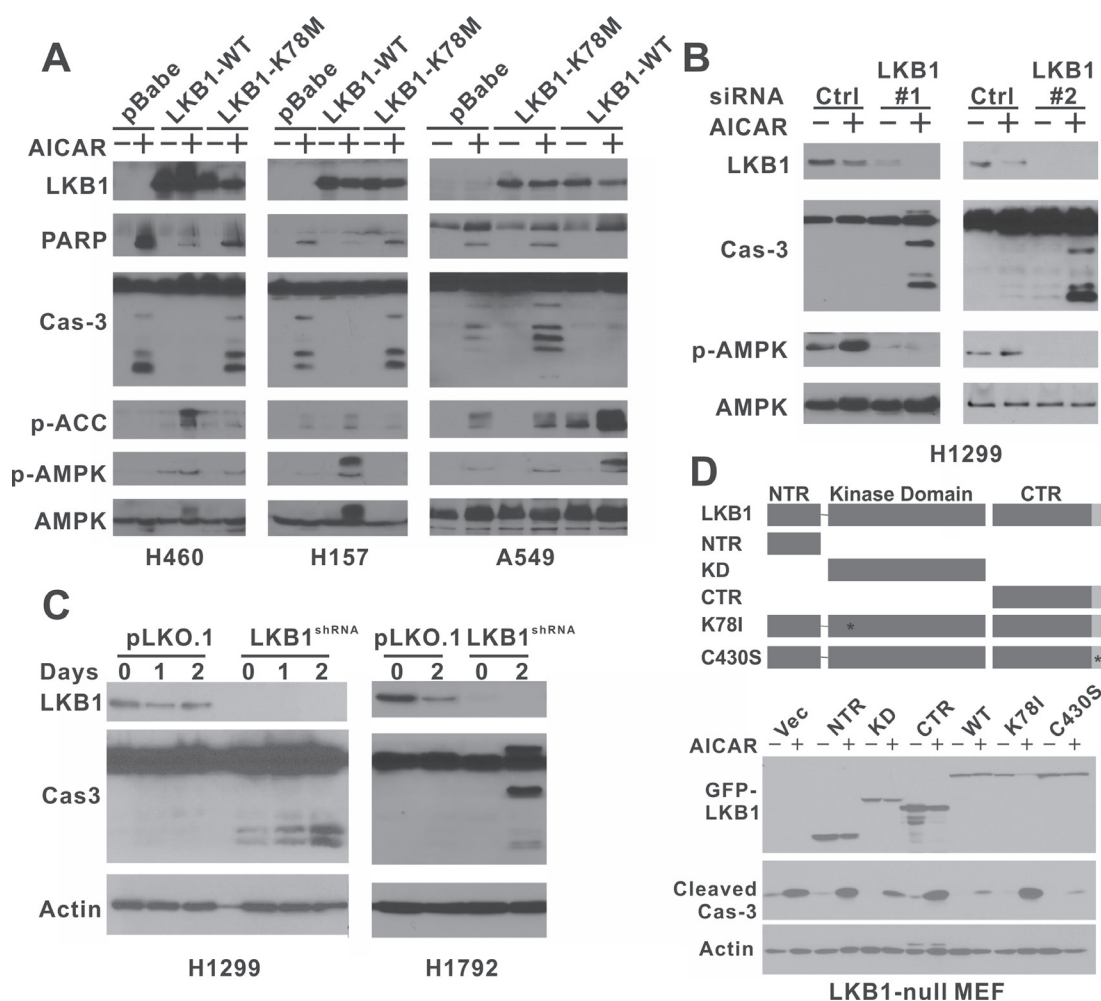 A
pBabe LKB1-WT LKB1-K78M pBabe LKB1-WT LKB1-K78M pBabe LKB1-K78M LKB1-WT
AICAR − + − + − + − + − + − + − + − + − +
LKB1
PARP
Cas-3
p-ACC
p-AMPK
AMPK
H460 H157 A549
B
LKB1 LKB1
siRNA Ctrl #1 Ctrl #2
AICAR − + − + − + − +
LKB1
Cas-3
p-AMPK
AMPK
H1299
C
pLKO.1 LKB1shRNA pLKO.1 LKB1shRNA
Days 0 1 2 0 1 2 0 2 0 2
LKB1
Cas3
Actin
H1299 H1792
D
NTR Kinase Domain CTR
LKB1
NTR
KD
CTR
K78I *
C430S *
Vec NTR KD CTR WT K78I C430S
AICAR − + − + − + − + − + − + − +
GFP-
LKB1
Cleaved
Cas-3
Actin
LKB1-null MEF